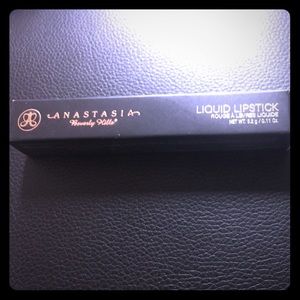 ANASTASIA
Beverly Hills®
LIQUID LIPSTICK
ROUGE À LÈVRES LIQUIDE
NET WT. 3.2 g / 0.11 Oz